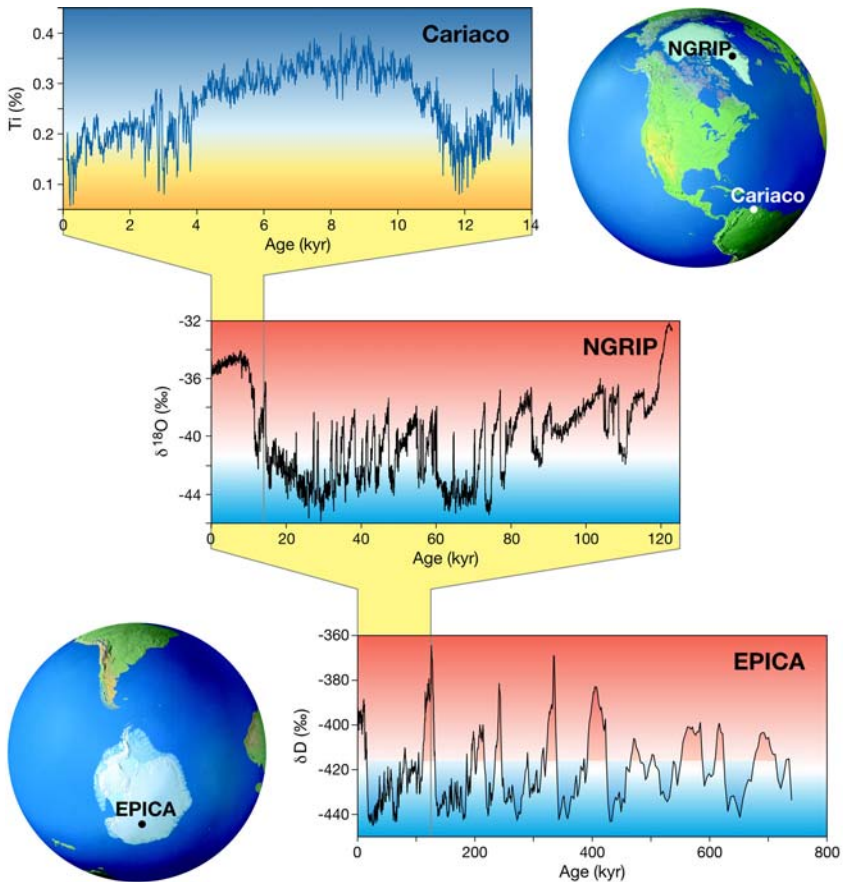 Cariaco
Ti (%)
0.4
0.3
0.2
0.1
0 2 4 6 8 10 12 14
Age (kyr)
NGRIP
Cariaco
NGRIP
δ18O (‰)
-32
-36
-40
-44
0 20 40 60 80 100 120
Age (kyr)
EPICA
EPICA
δD (‰)
-360
-380
-400
-420
-440
0 200 400 600 800
Age (kyr)